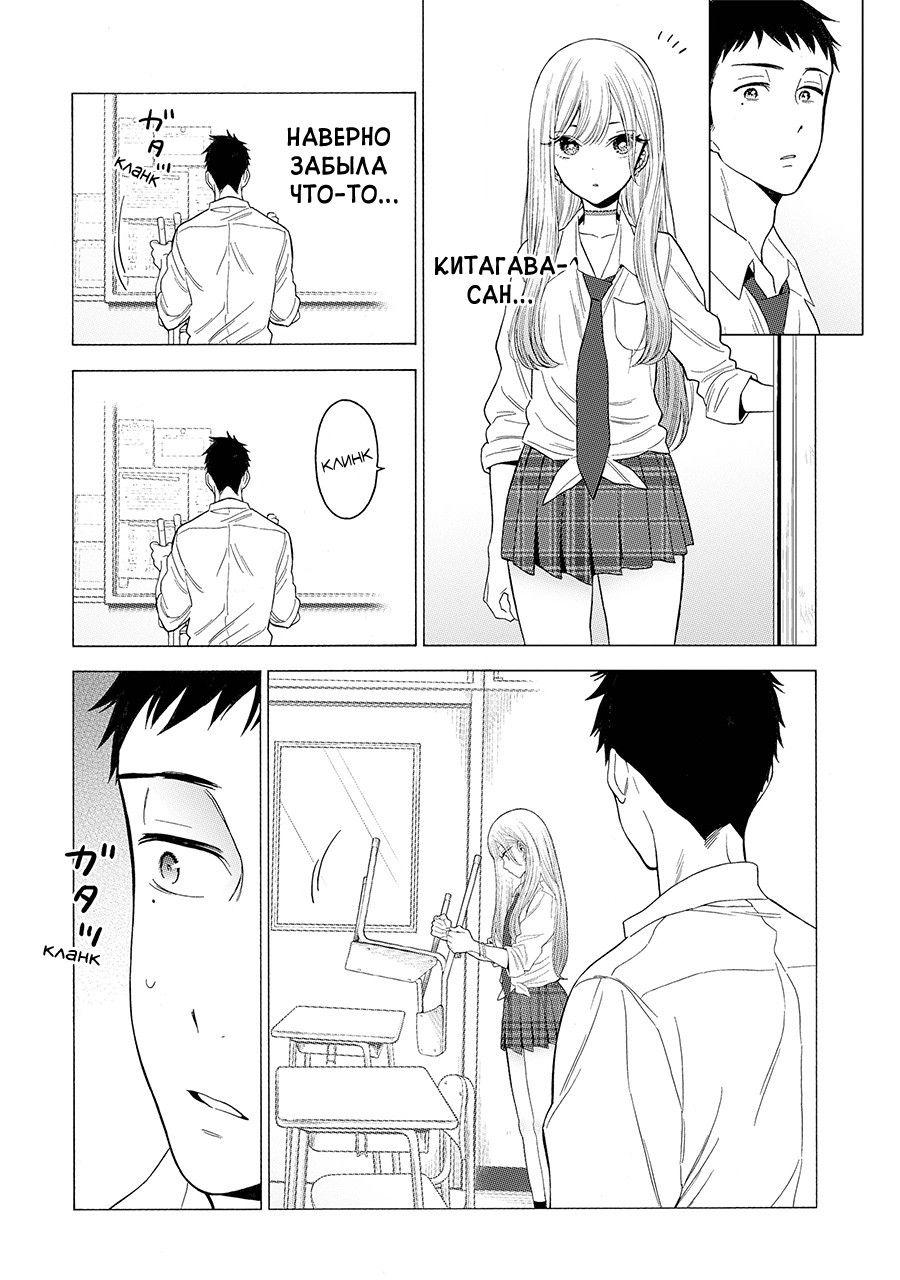 КИТАГАВА-
САН...
НАВЕРНО
ЗАБЫЛА
ЧТО-ТО...
ガタッ
КЛАНК
КЛИНК
ガタッ
КЛАНК